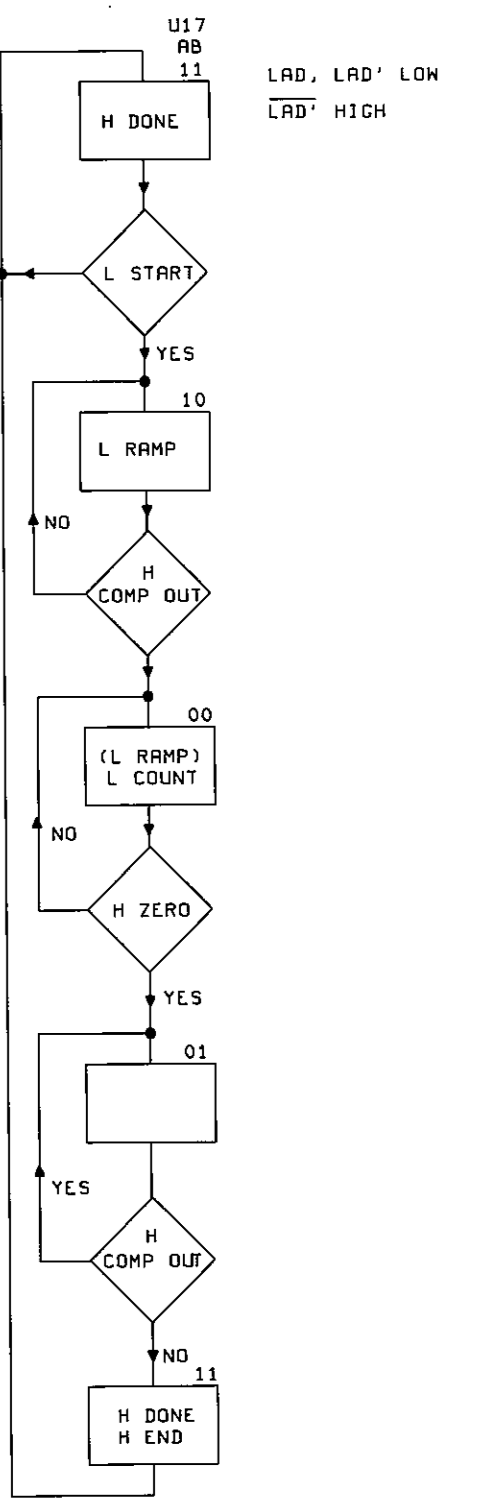 U17
AB
11
LAD, LAD' LOW
LAD' HIGH
H DONE
L START
YES
10
L RAMP
NO
H
COMP OUT
00
(L RAMP)
L COUNT
NO
H ZERO
YES
01
YES
H
COMP OUT
NO
11
H DONE
H END